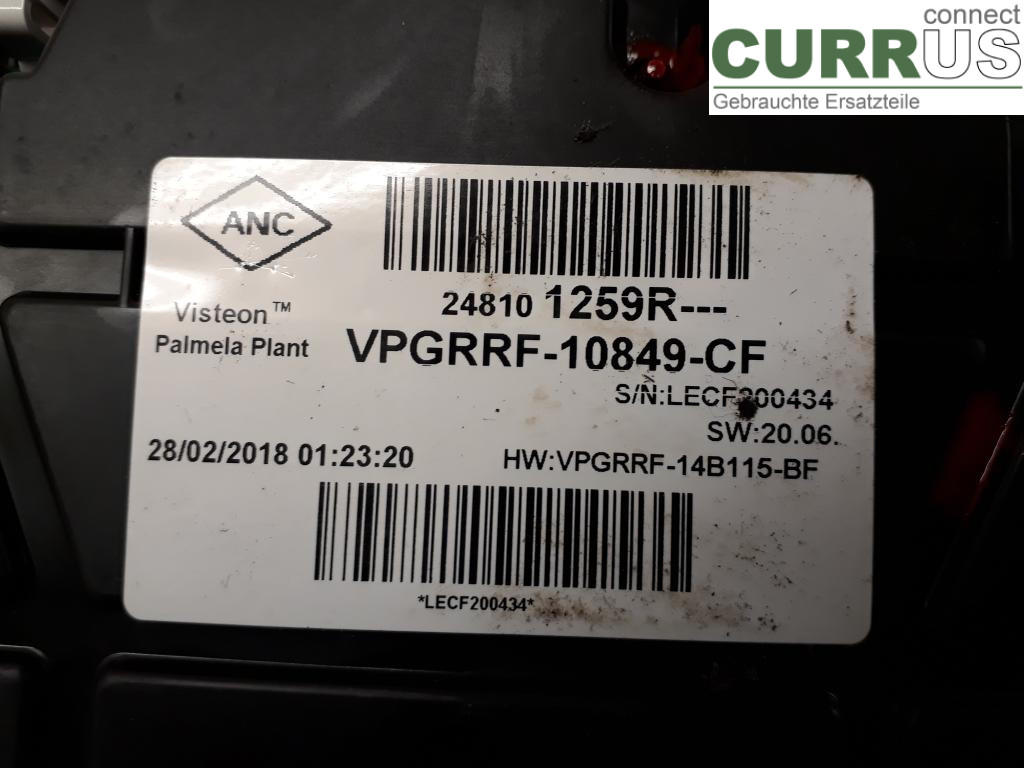 connect
CURRUS
Gebrauchte Ersatzteile
ANC
Visteon™
Palmela Plant
24810 1259R---
VPGRRF-10849-CF
S/N:LECF200434
SW:20.06.
28/02/2018 01:23:20
HW:VPGRRF-14B115-BF
*LECF200434*